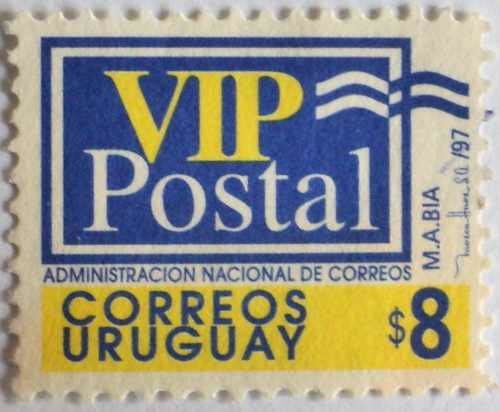 VIP
Postal
ADMINISTRACION NACIONAL DE CORREOS
CORREOS
URUGUAY
$8
M.A.BIA /97